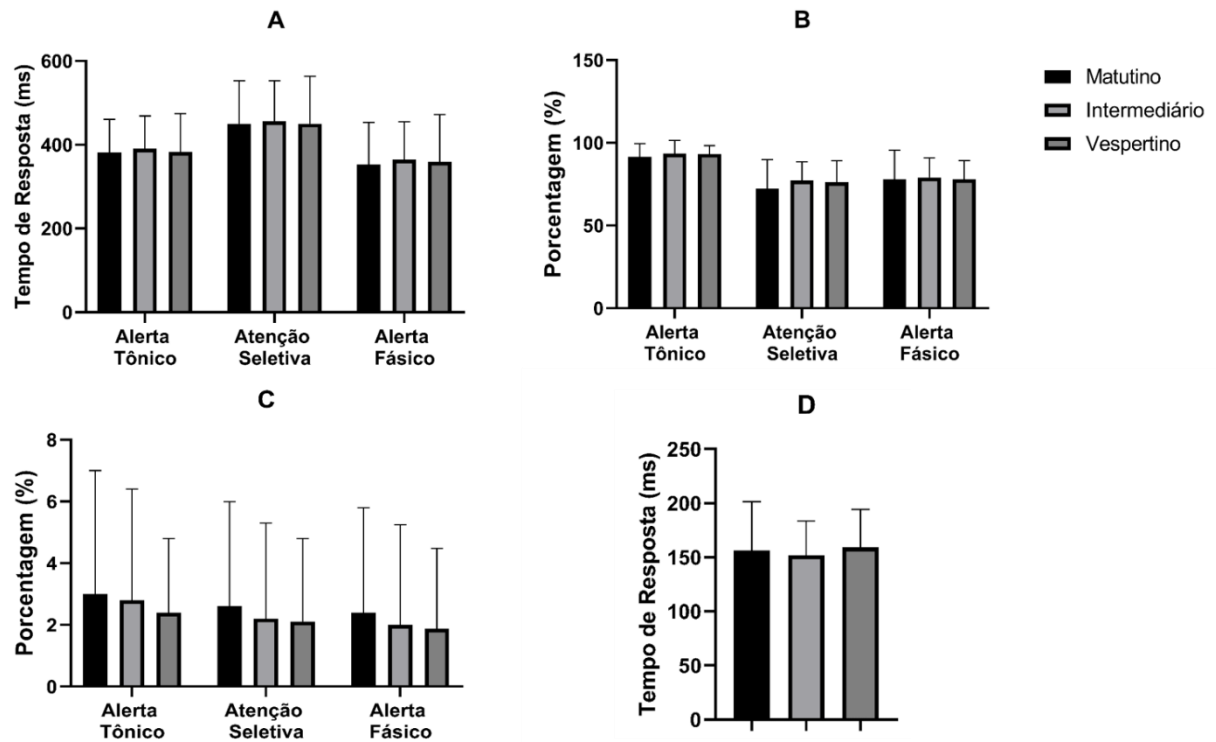 A
Tempo de Resposta (ms)
600
400
200
0
Alerta
Tônico
Atenção
Seletiva
Alerta
Fásico
B
Porcentagem (%)
150
100
50
0
Alerta
Tônico
Atenção
Seletiva
Alerta
Fásico
Matutino
Intermediário
Vespertino
C
Porcentagem (%)
8
6
4
2
0
Alerta
Tônico
Atenção
Seletiva
Alerta
Fásico
D
Tempo de Resposta (ms)
250
200
150
100
50
0